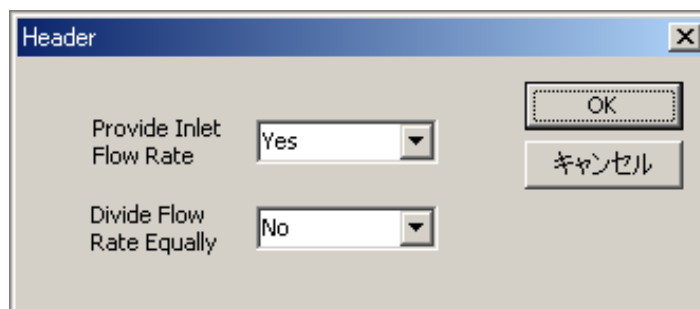 Header
Provide Inlet
Flow Rate
Yes
OK
キャンセル
Divide Flow
Rate Equally
No